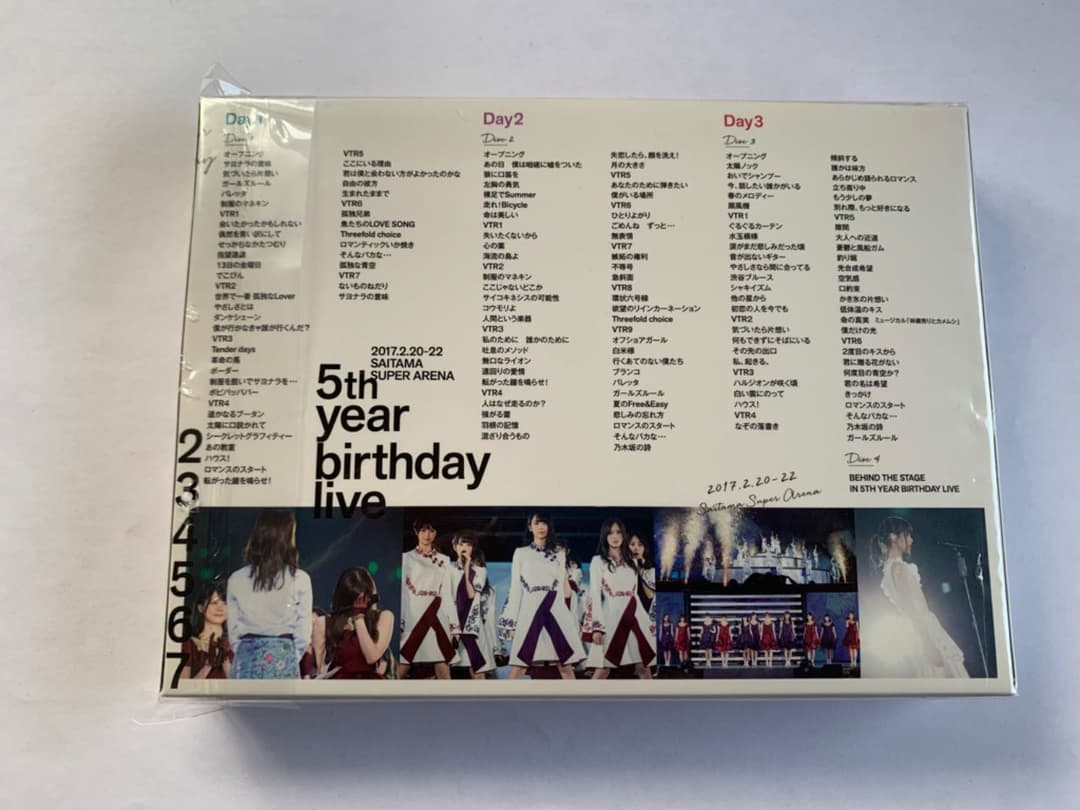 Day1
Disc 1
オープニング
サヨナラの意味
気づいたら片想い
ガールズルール
バレッタ
制服のマネキン
VTR1
会いたかったかもしれない
偶然を言い訳にして
せっかちなかたつむり
指望遠鏡
13日の金曜日
でこぴん
VTR2
世界で一番 孤独なLover
やさしさとは
ダンケシェーン
僕が行かなきゃ誰が行くんだ？
VTR3
Tender days
革命の馬
ボーダー
制服を脱いでサヨナラを…
ポピパッパパー
VTR4
遥かなるブータン
太陽に口説かれて
シークレットグラフィティー
あの教室
ハウス！
ロマンスのスタート
転がった鐘を鳴らせ！
VTR5
ここにいる理由
君は僕と会わない方がよかったのかな
自由の彼方
生まれたままで
VTR6
孤独兄弟
魚たちのLOVE SONG
Threefold choice
ロマンティックいか焼き
そんなバカな…
孤独な青空
VTR7
ないものねだり
サヨナラの意味
Day2
Disc 2
オープニング
あの日　僕は咄嗟に嘘をついた
狼に口笛を
左胸の勇気
裸足でSummer
走れ！Bicycle
命は美しい
VTR1
失いたくないから
心の薬
海流の島よ
VTR2
制服のマネキン
ここじゃないどこか
サイコキネシスの可能性
コウモリよ
人間という楽器
VTR3
私のために　誰かのために
吐息のメソッド
無口なライオン
遠回りの愛情
転がった鐘を鳴らせ！
VTR4
人はなぜ走るのか？
強がる蕾
羽根の記憶
混ざり合うもの
失恋したら、顔を洗え！
月の大きさ
VTR5
あなたのために弾きたい
僕がいる場所
VTR6
ひとりよがり
ごめんね　ずっと…
無表情
VTR7
嫉妬の権利
不等号
急斜面
VTR8
環状六号線
欲望のリインカーネーション
Threefold choice
VTR9
オフショアガール
白米様
行くあてのない僕たち
ブランコ
バレッタ
ガールズルール
夏のFree&Easy
悲しみの忘れ方
ロマンスのスタート
そんなバカな…
乃木坂の詩
Day3
Disc 3
オープニング
太陽ノック
おいでシャンプー
今、話したい誰かがいる
春のメロディー
扇風機
VTR1
ぐるぐるカーテン
水玉模様
涙がまだ悲しみだった頃
音が出ないギター
やさしさなら間に合ってる
渋谷ブルース
シャキイズム
他の星から
初恋の人を今でも
VTR2
気づいたら片想い
何もできずにそばにいる
その先の出口
私、起きる。
VTR3
ハルジオンが咲く頃
白い雲にのって
ハウス！
VTR4
なぞの落書き
傾斜する
誰かは味方
あらかじめ語られるロマンス
立ち直り中
もう少しの夢
別れ際、もっと好きになる
VTR5
隙間
大人への近道
憂鬱と風船ガム
釣り堀
光合成希望
空気感
口約束
かき氷の片想い
低体温のキス
命の真実　ミュージカル「林檎売りとカメムシ」
僕だけの光
VTR6
2度目のキスから
君に贈る花がない
何度目の青空か？
君の名は希望
きっかけ
ロマンスのスタート
そんなバカな…
乃木坂の詩
ガールズルール
Disc 4
BEHIND THE STAGE
IN 5TH YEAR BIRTHDAY LIVE
2017.2.20-22
SAITAMA
SUPER ARENA
5th
year
birthday
live
2017.2.20-22
Saitama Super Arena
2
3
4
5
6
7